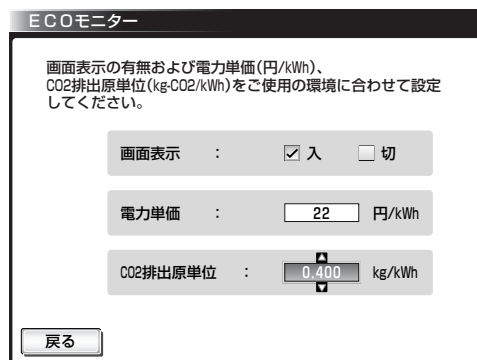 ECOモニター
画面表示の有無および電力単価(円/kWh)、
CO2排出原単位(kg-CO2/kWh)をご使用の環境に合わせて設定
してください。
画面表示 : ☑ 入 □ 切
電力単価 : 22 円/kWh
CO2排出原単位 : 0.400 kg/kWh
戻る